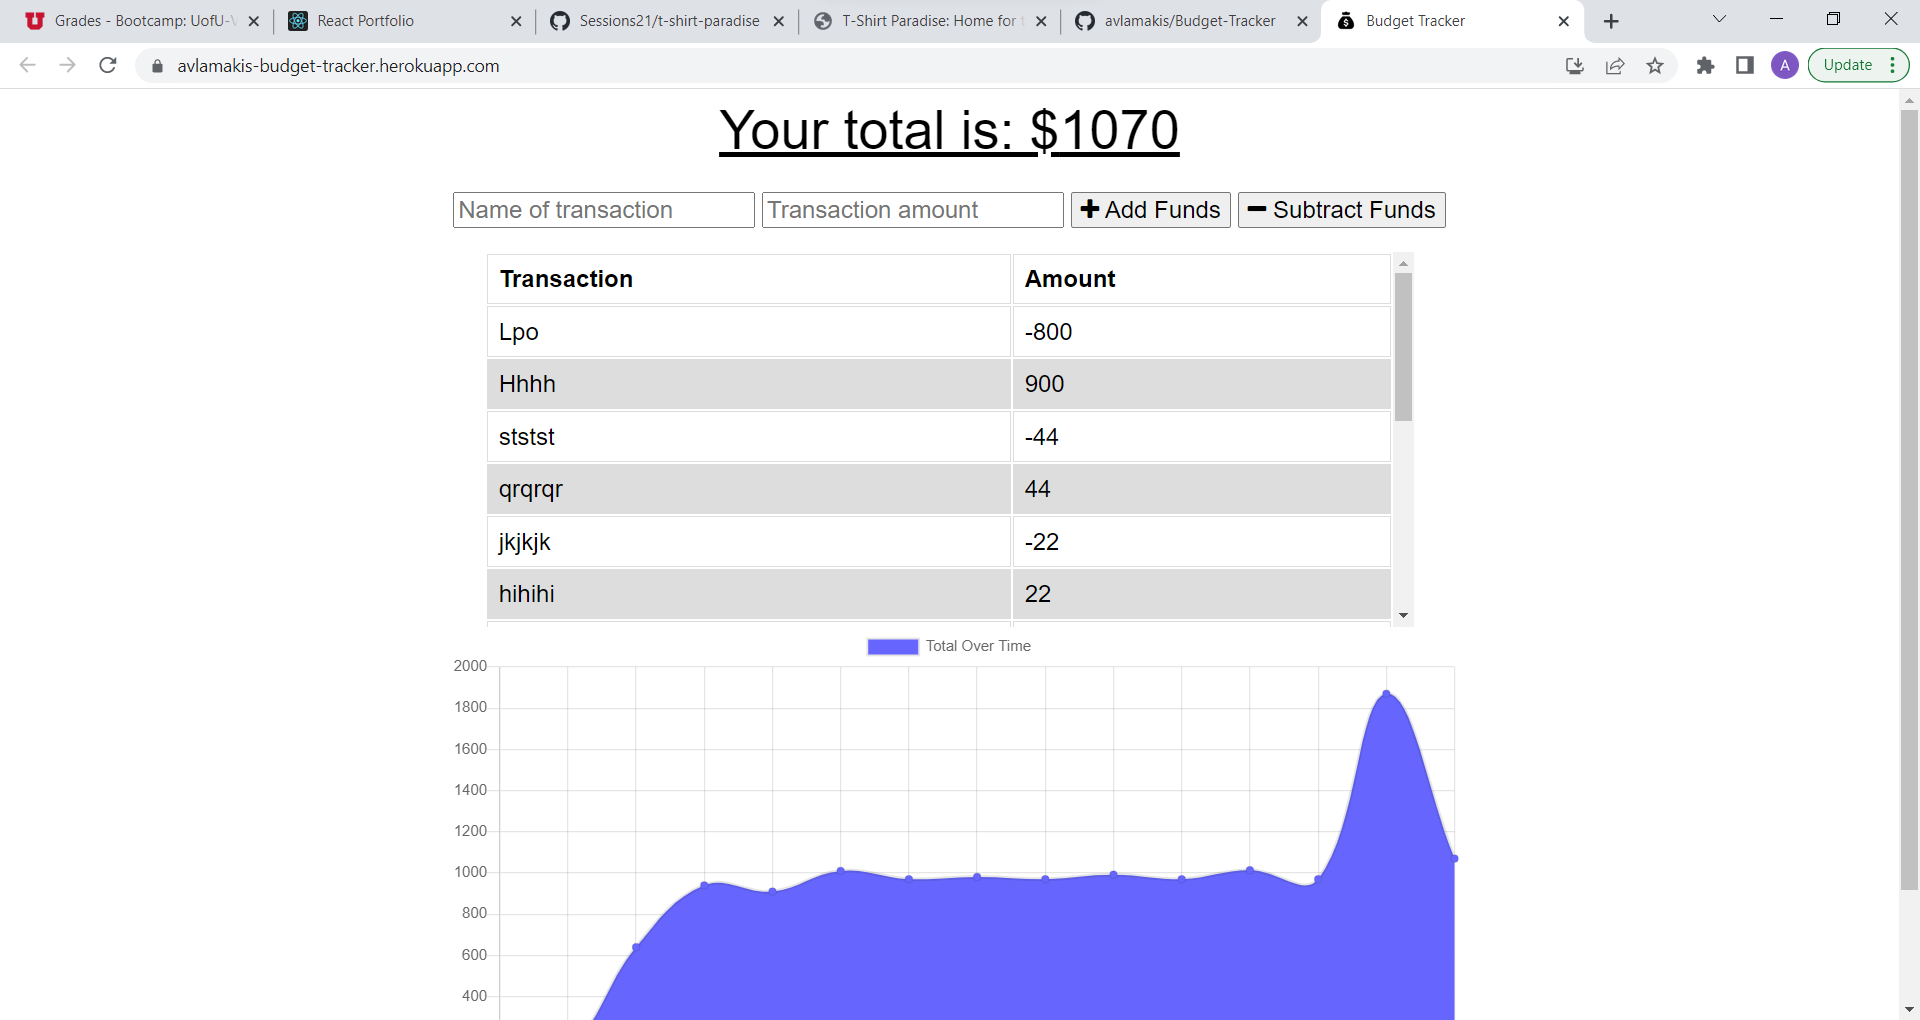 Grades - Bootcamp: UofU-
React Portfolio
Sessions21/t-shirt-paradise
T-Shirt Paradise: Home for
avlamakis/Budget-Tracker
Budget Tracker
avlamakis-budget-tracker.herokuapp.com
A
Update
Your total is: $1070
Name of transaction
Transaction amount
Add Funds
Subtract Funds
Transaction Amount
Lpo -800
Hhhh 900
ststst -44
qrqrqr 44
jkjkjk -22
hihihi 22
Total Over Time
2000
1800
1600
1400
1200
1000
800
600
400